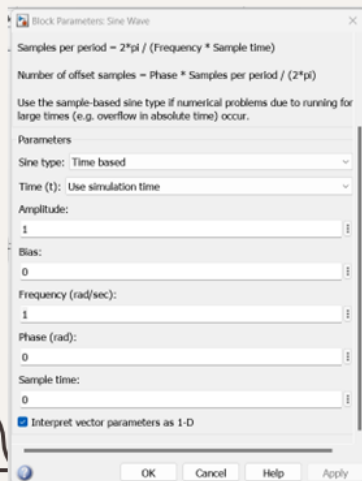 Block Parameters: Sine Wave
Samples per period = 2*pi / (Frequency * Sample time)
Number of offset samples = Phase * Samples per period / (2*pi)
Use the sample-based sine type if numerical problems due to running for
large times (e.g. overflow in absolute time) occur.
Parameters
Sine type: Time based
Time (t): Use simulation time
Amplitude:
1
Bias:
0
Frequency (rad/sec):
1
Phase (rad):
0
Sample time:
0
Interpret vector parameters as 1-D
OK Cancel Help Apply